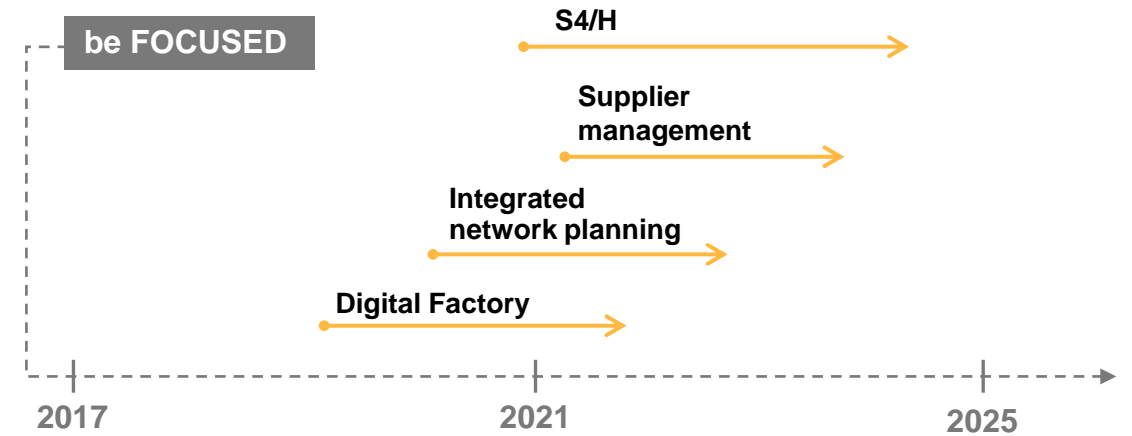 be FOCUSED
S4/H
Supplier
management
Integrated
network planning
Digital Factory
2017
2021
2025